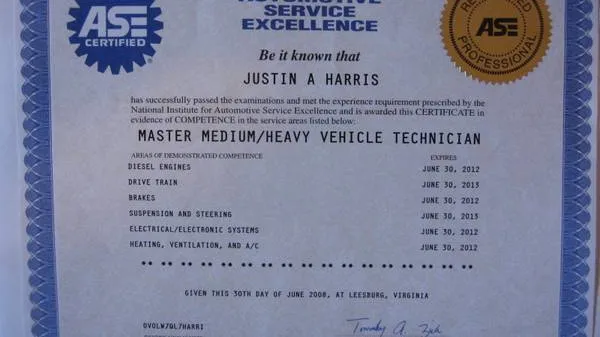 ASE
CERTIFIED
AUTOMOTIVE
SERVICE
EXCELLENCE
ASE
PROFESSIONAL
Be it known that
JUSTIN A HARRIS
has successfully passed the examinations and met the experience requirement prescribed by the
National Institute for Automotive Service Excellence and is awarded this CERTIFICATE in
evidence of COMPETENCE in the service areas listed below:
MASTER MEDIUM/HEAVY VEHICLE TECHNICIAN
AREAS OF DEMONSTRATED COMPETENCE EXPIRES
DIESEL ENGINES JUNE 30, 2012
DRIVE TRAIN JUNE 30, 2013
BRAKES JUNE 30, 2012
SUSPENSION AND STEERING JUNE 30, 2013
ELECTRICAL/ELECTRONIC SYSTEMS JUNE 30, 2012
HEATING, VENTILATION, AND A/C JUNE 30, 2012
GIVEN THIS 30TH DAY OF JUNE 2008, AT LEESBURG, VIRGINIA
OVOLW7QL7HARRI
Timothy A.